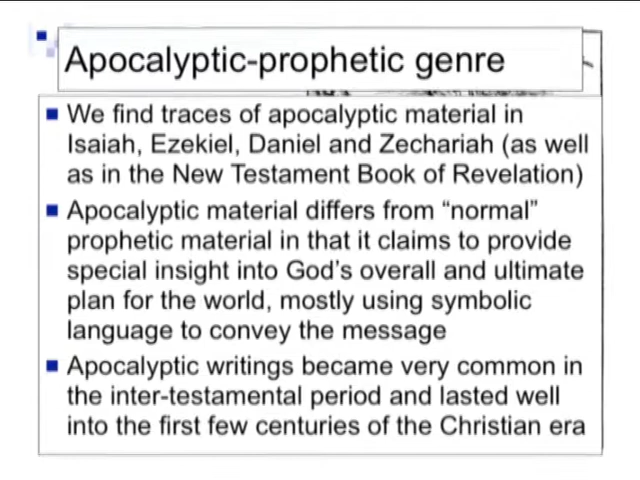 Apocalyptic-prophetic genre
We find traces of apocalyptic material in
Isaiah, Ezekiel, Daniel and Zechariah (as well
as in the New Testament Book of Revelation)
Apocalyptic material differs from “normal”
prophetic material in that it claims to provide
special insight into God’s overall and ultimate
plan for the world, mostly using symbolic
language to convey the message
Apocalyptic writings became very common in
the inter-testamental period and lasted well
into the first few centuries of the Christian era